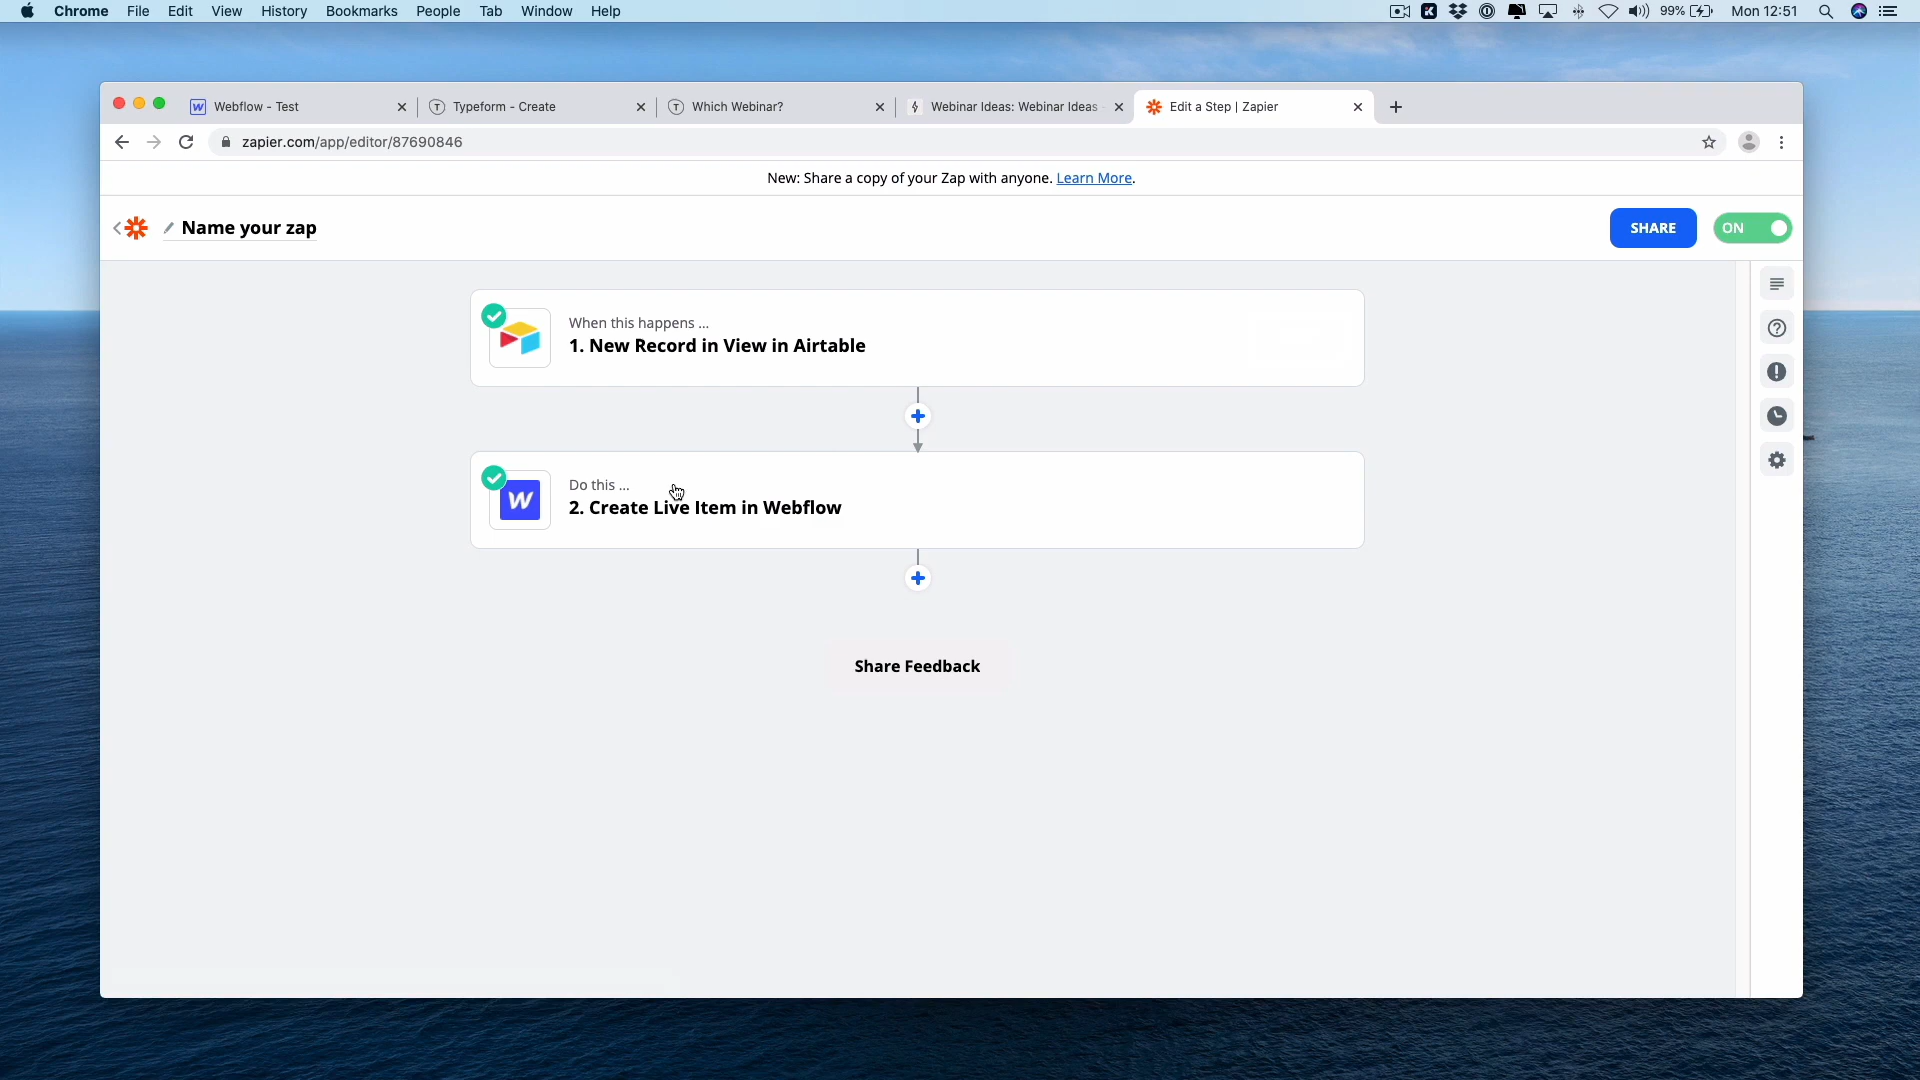 Chrome File Edit View History Bookmarks People Tab Window Help 99% Mon 12:51
Webflow - Test Typeform - Create Which Webinar? Webinar Ideas: Webinar Ideas - Edit a Step | Zapier
zapier.com/app/editor/87690846
New: Share a copy of your Zap with anyone. Learn More.
Name your zap SHARE ON
When this happens ...
1. New Record in View in Airtable
Do this ...
2. Create Live Item in Webflow
Share Feedback